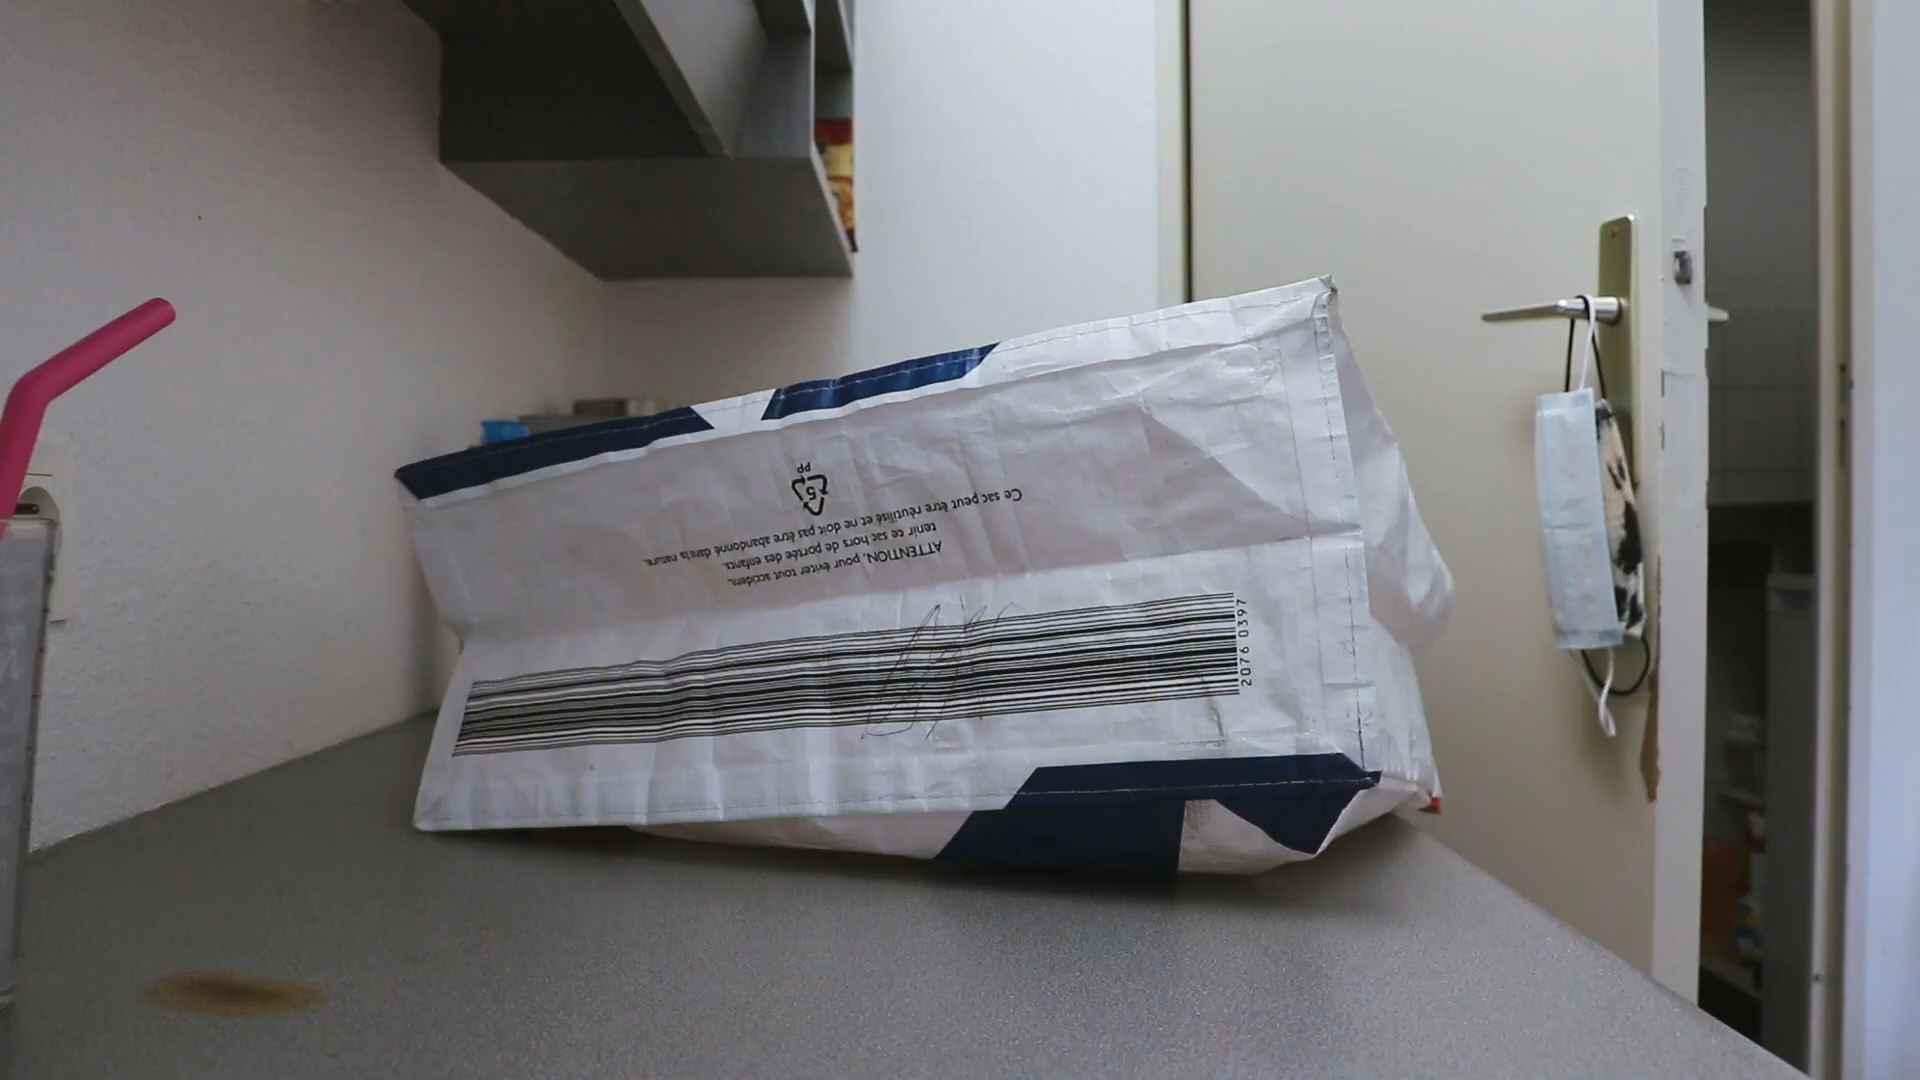 ATTENTION, pour éviter tout accident,
tenir ce sac hors de portée des enfants.
Ce sac peut être réutilisé et ne doit pas être abandonné dans la nature.
5
PP
2076 0397